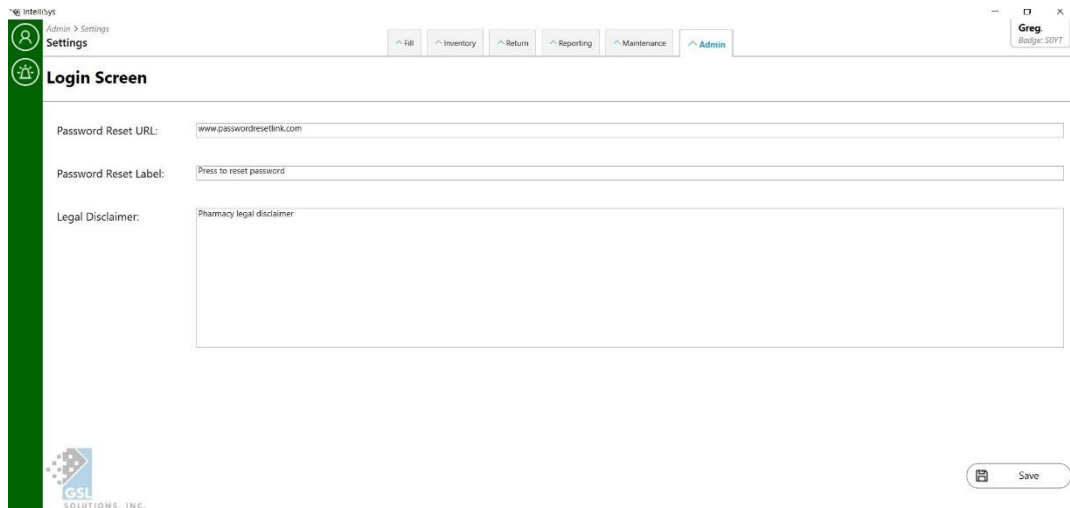 IntelliSys
Admin > Settings
Settings
Fill
Inventory
Return
Reporting
Maintenance
Admin
Greg.
Badge: S0YT
Login Screen
Password Reset URL:
www.passwordresetlink.com
Password Reset Label:
Press to reset password
Legal Disclaimer:
Pharmacy legal disclaimer
Save
GSL
SOLUTIONS, INC.